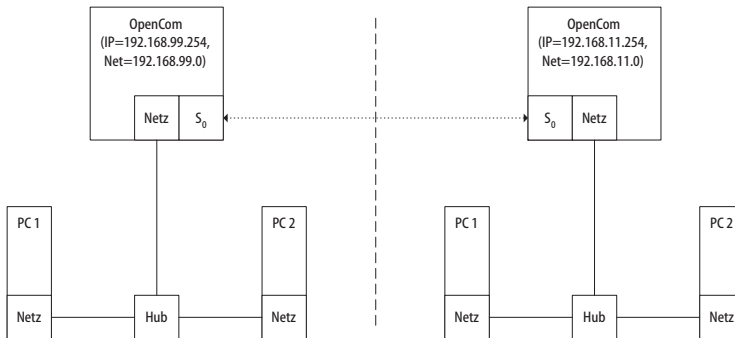 OpenCom
(IP=192.168.99.254,
Net=192.168.99.0)
Netz
S₀
OpenCom
(IP=192.168.11.254,
Net=192.168.11.0)
S₀
Netz
PC 1
PC 2
PC 1
PC 2
Netz
Hub
Netz
Netz
Hub
Netz